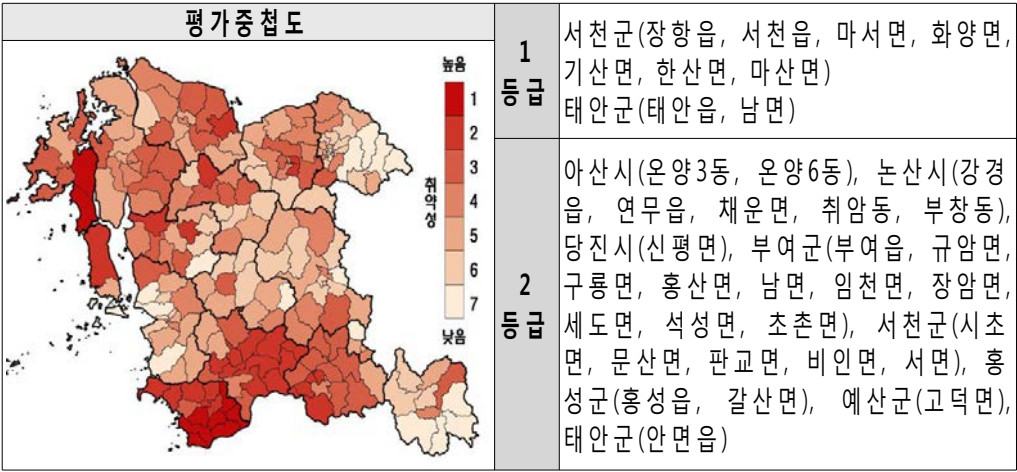 평가중첩도
높음
1
2
3
4
5
6
7
낮음
취약성
1
등급
서천군(장항읍, 서천읍, 마서면, 화양면,
기산면, 한산면, 마산면)
태안군(태안읍, 남면)
2
등급
아산시(온양3동, 온양6동), 논산시(강경
읍, 연무읍, 채운면, 취암동, 부창동),
당진시(신평면), 부여군(부여읍, 규암면,
구룡면, 홍산면, 남면, 임천면, 장암면,
세도면, 석성면, 초촌면), 서천군(시초
면, 문산면, 판교면, 비인면, 서면), 홍
성군(홍성읍, 갈산면), 예산군(고덕면),
태안군(안면읍)